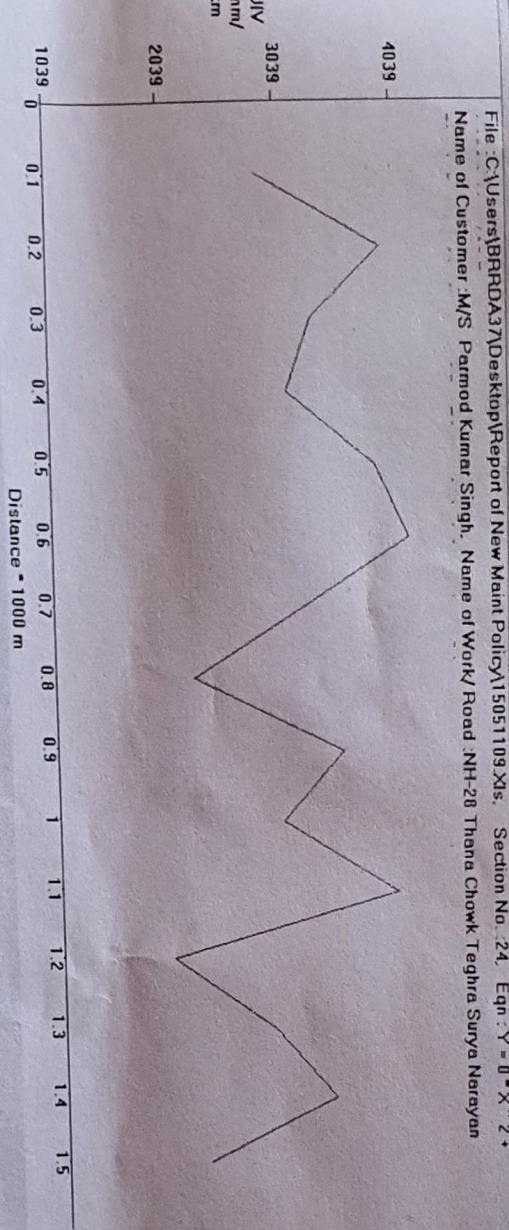 File :C:\Users\BRRDA37\Desktop\Report of New Maint Policy\15051109.Xls, Section No. :24, Eqn : Y = 0 * X ^ 2 +
Name of Customer :M/S Parmod Kumar Singh, Name of Work/ Road :NH-28 Thana Chowk Teghra Surya Narayan
4039
3039
2039
1039
0 0.1 0.2 0.3 0.4 0.5 0.6 0.7 0.8 0.9 1 1.1 1.2 1.3 1.4 1.5
Distance * 1000 m